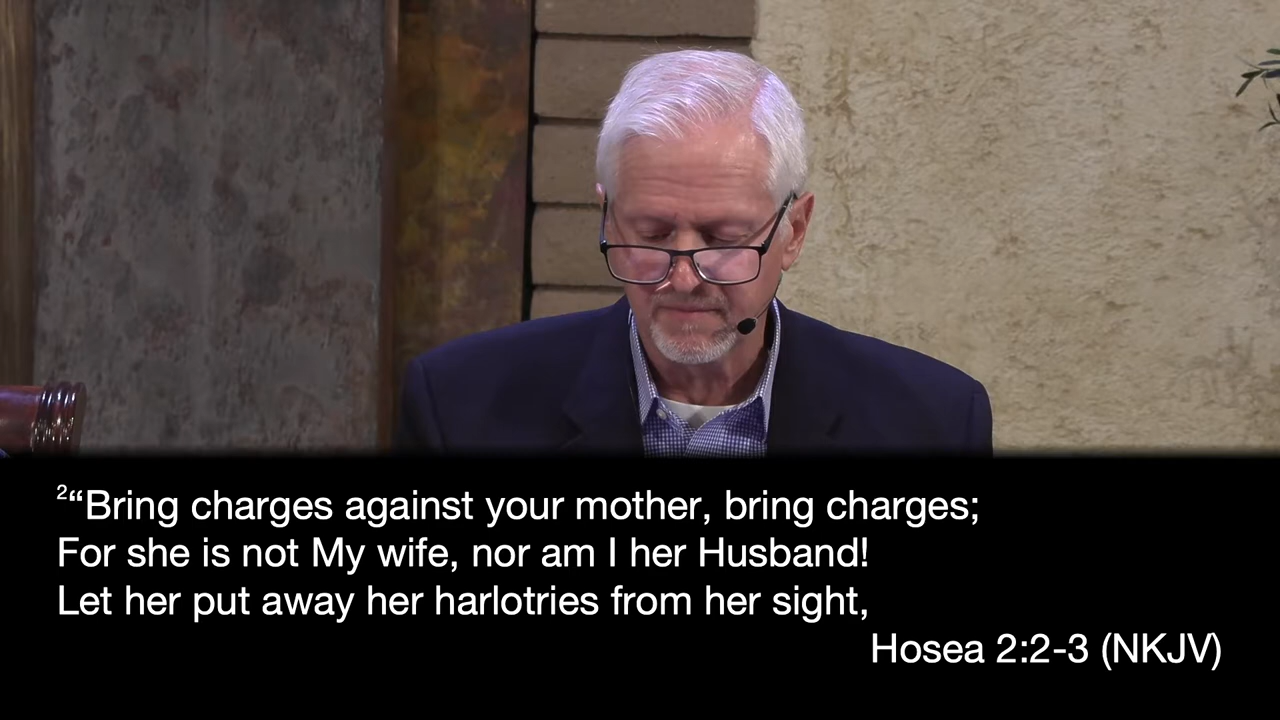 ²“Bring charges against your mother, bring charges;
For she is not My wife, nor am I her Husband!
Let her put away her harlotries from her sight,
Hosea 2:2-3 (NKJV)